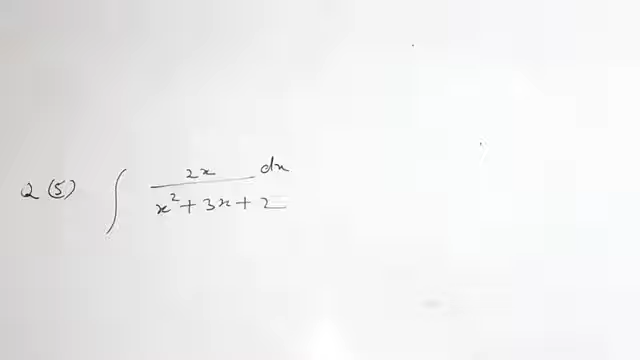 Q(5) ∫ 2x/(x²+3x+2) dx